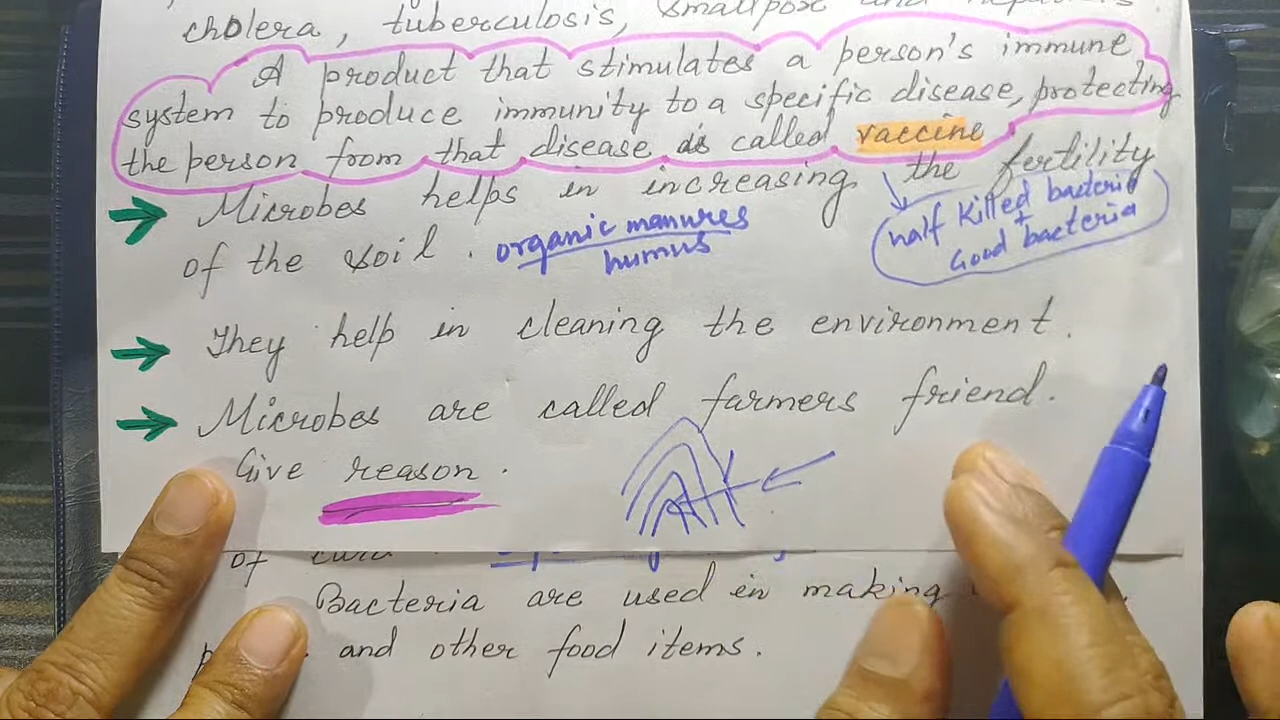 cholera, tuberculosis, smallpose and
A product that stimulates a person's immune
system to produce immunity to a specific disease, protecting
the person from that disease is called vaccine
Microbes helps in increasing the fertility
of the soil. organic manures
humus
half killed bacteria
+
Good bacteria
They help in cleaning the environment.
Microbes are called farmers friend.
Give reason.
of curd
Bacteria are used in making
and other food items.